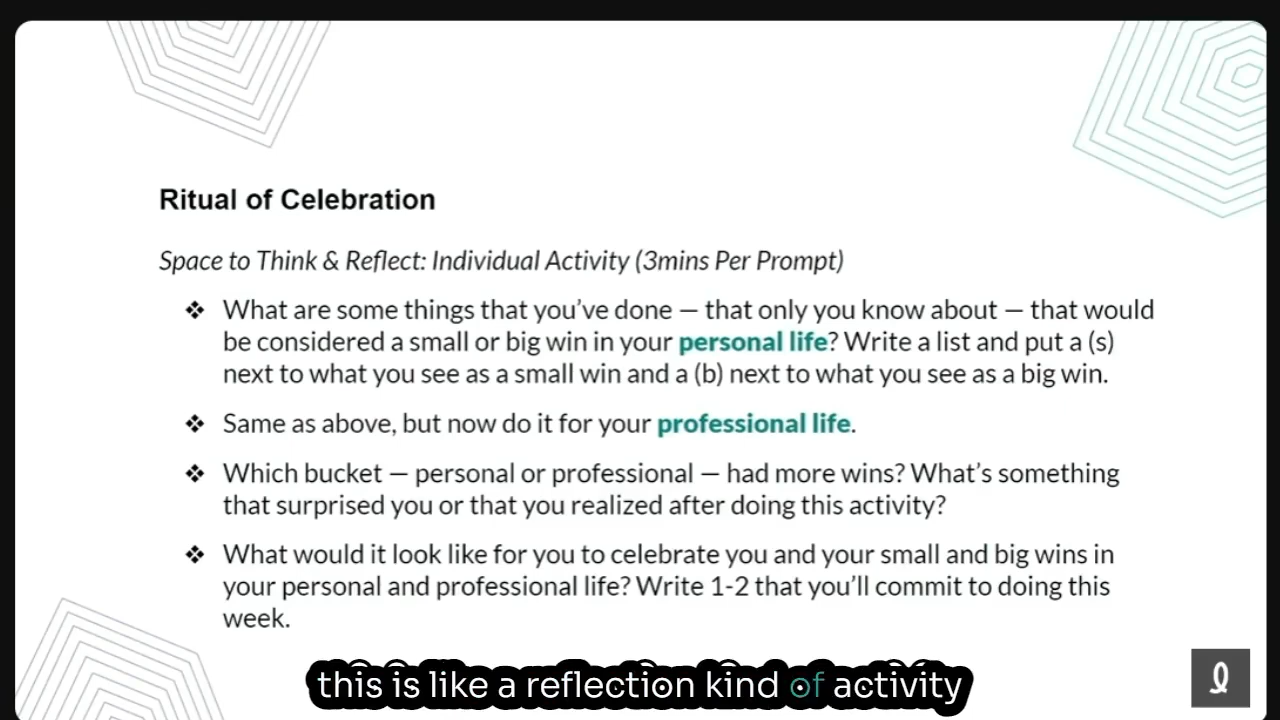 Ritual of Celebration
Space to Think & Reflect: Individual Activity (3mins Per Prompt)
❖ What are some things that you’ve done — that only you know about — that would
be considered a small or big win in your personal life? Write a list and put a (s)
next to what you see as a small win and a (b) next to what you see as a big win.
❖ Same as above, but now do it for your professional life.
❖ Which bucket — personal or professional — had more wins? What’s something
that surprised you or that you realized after doing this activity?
❖ What would it look like for you to celebrate you and your small and big wins in
your personal and professional life? Write 1-2 that you’ll commit to doing this
week.
this is like a reflection kind of activity